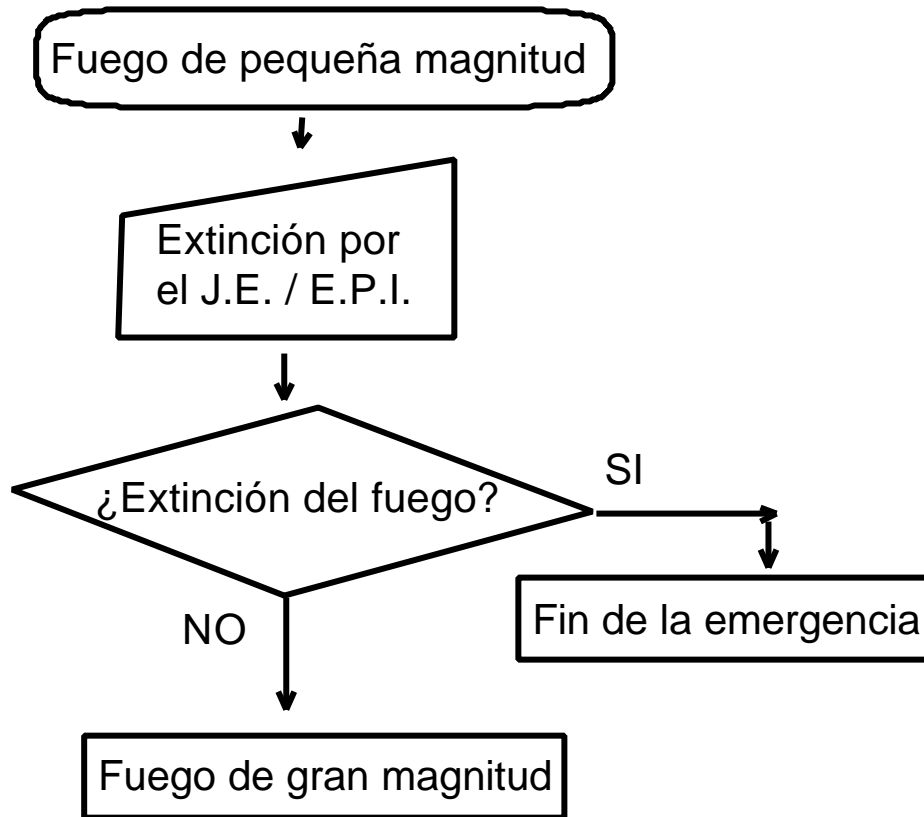 Fuego de pequeña magnitud
Extinción por
el J.E. / E.P.I.
¿Extinción del fuego?
SI
NO
Fin de la emergencia
Fuego de gran magnitud